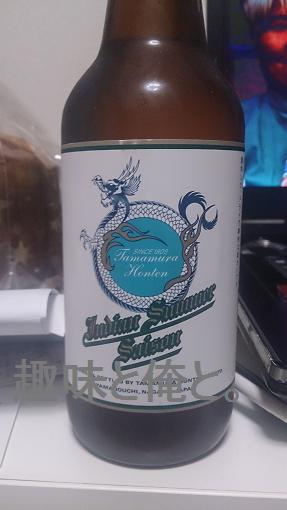 SINCE 1805
Tamamura
Honten
Indian Summer
Saison
趣味と俺と。